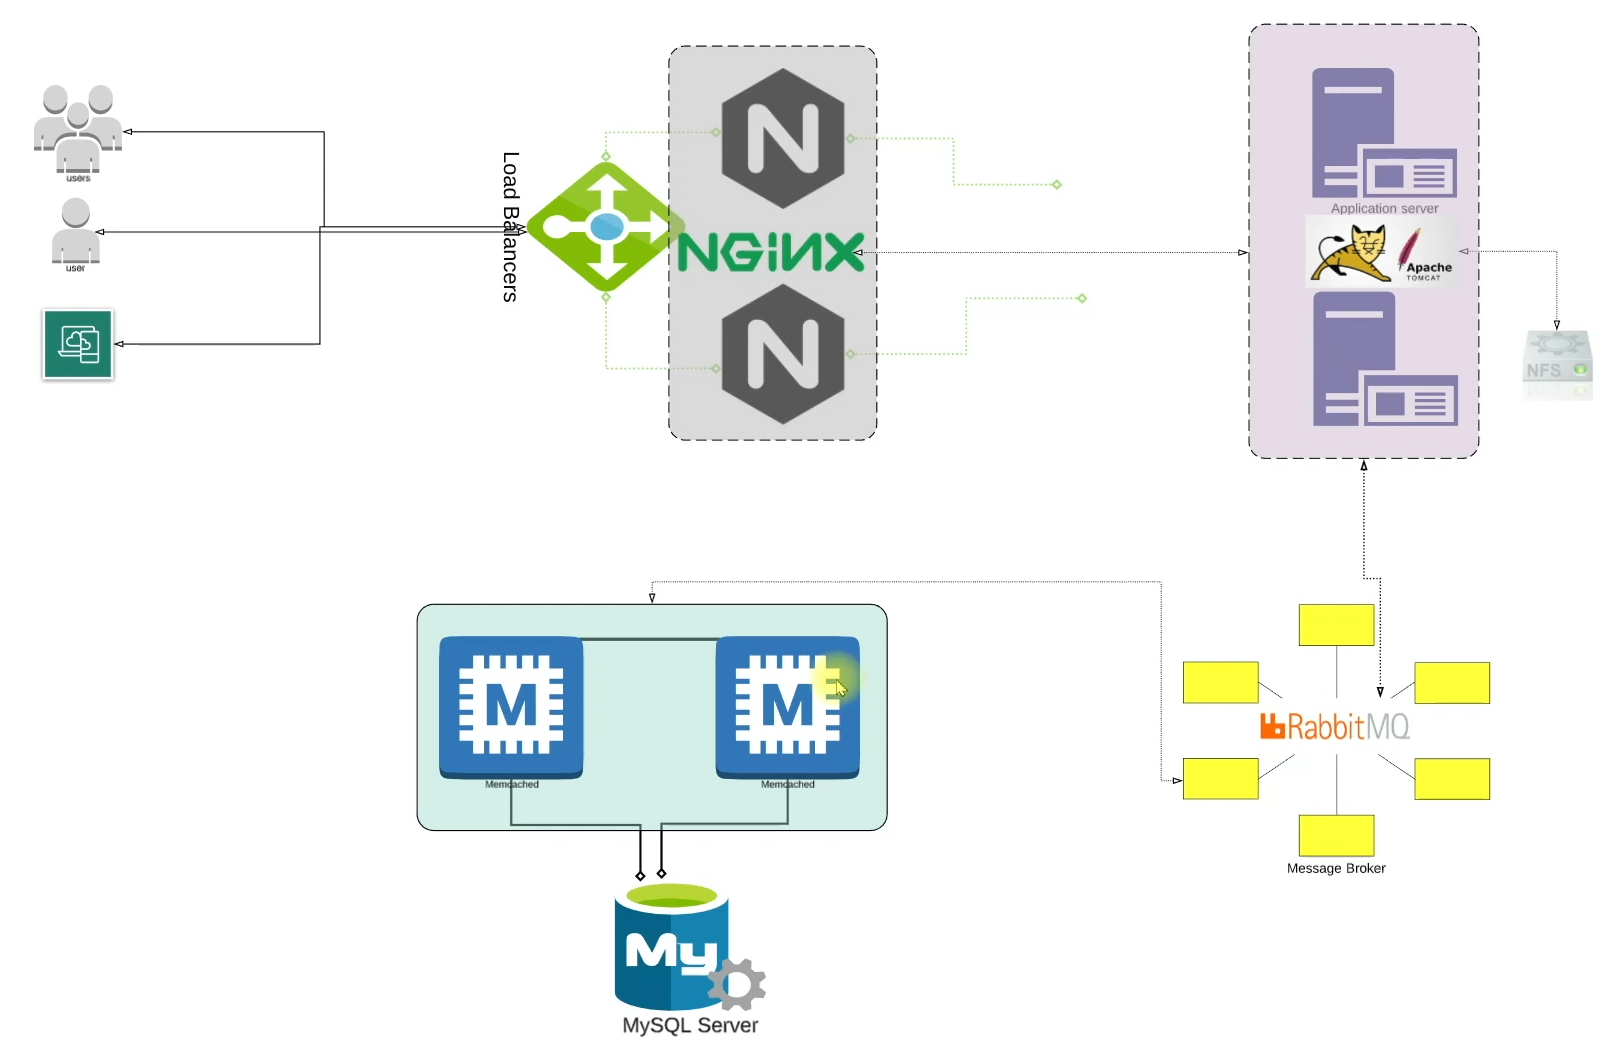 users
user
Load Balancers
N
NGINX
N
Application server
Apache
TOMCAT
NFS
M
Memcached
M
Memcached
RabbitMQ
Message Broker
My
MySQL Server